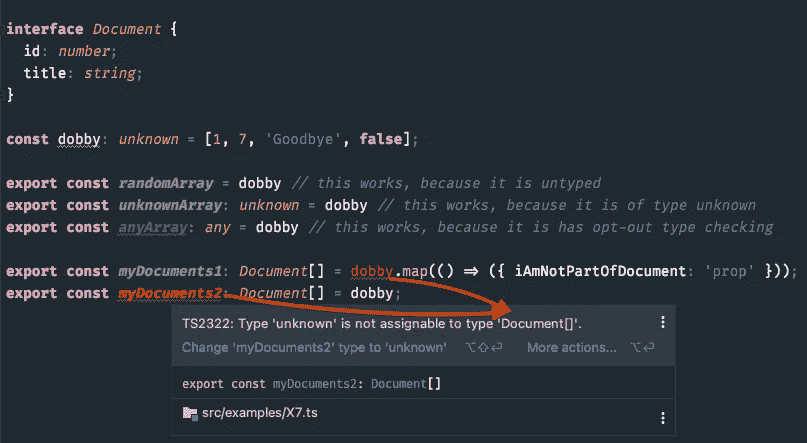 interface Document {
id: number;
title: string;
}
const dobby: unknown = [1, 7, 'Goodbye', false];
export const randomArray = dobby // this works, because it is untyped
export const unknownArray: unknown = dobby // this works, because it is of type unknown
export const anyArray: any = dobby // this works, because it is has opt-out type checking
export const myDocuments1: Document[] = dobby.map(() => ({ iAmNotPartOfDocument: 'prop' }));
export const myDocuments2: Document[] = dobby;
TS2322: Type 'unknown' is not assignable to type 'Document[]'.
Change 'myDocuments2' type to 'unknown' ⌥⇧⏎ More actions... ⌥⏎
export const myDocuments2: Document[]
src/examples/X7.ts